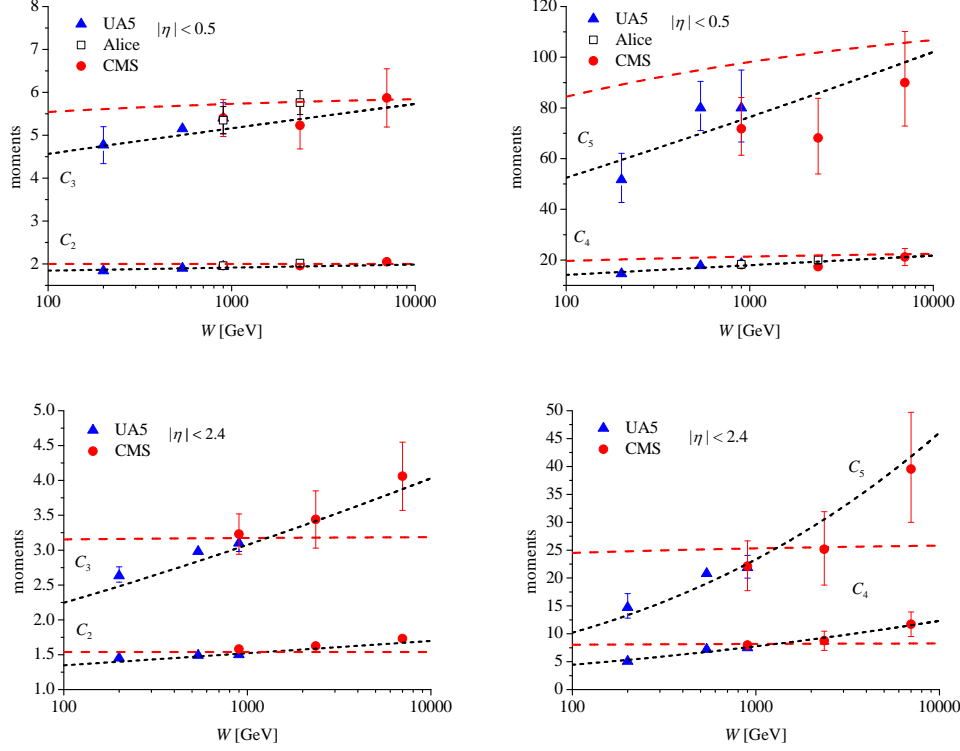 8
7
6
5
4
3
2
moments
UA5
Alice
CMS
|η| < 0.5
C3
C2
100
1000
10000
W [GeV]
120
100
80
60
40
20
moments
UA5
Alice
CMS
|η| < 0.5
C5
C4
100
1000
10000
W [GeV]
5.0
4.5
4.0
3.5
3.0
2.5
2.0
1.5
1.0
moments
UA5
CMS
|η| < 2.4
C3
C2
100
1000
10000
W [GeV]
50
45
40
35
30
25
20
15
10
5
0
moments
UA5
CMS
|η| < 2.4
C5
C4
100
1000
10000
W [GeV]